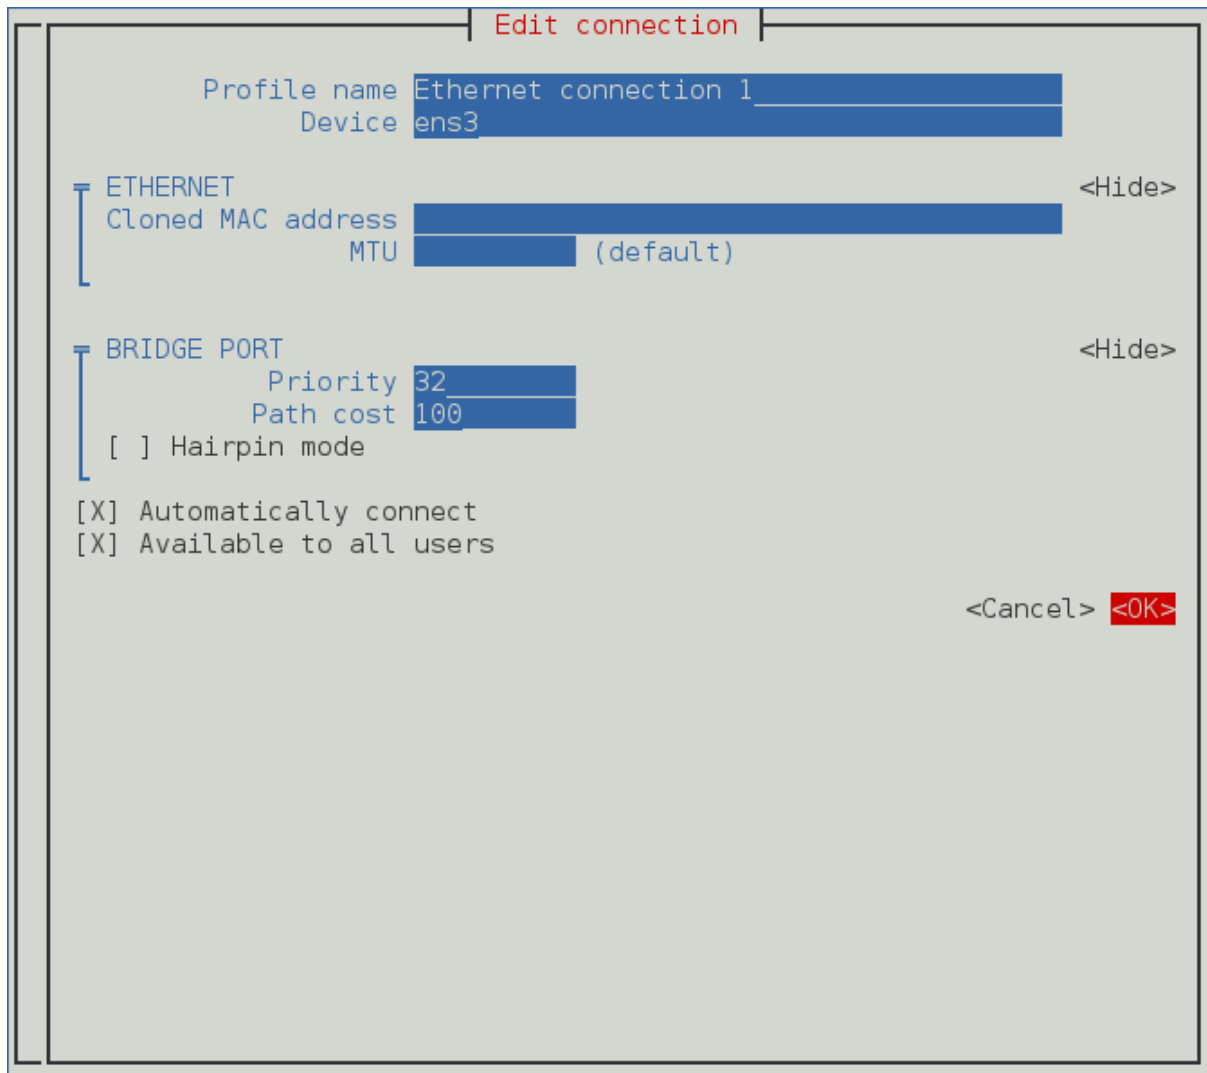 Edit connection
Profile name Ethernet connection 1
Device ens3
ETHERNET <Hide>
Cloned MAC address
MTU (default)
BRIDGE PORT <Hide>
Priority 32
Path cost 100
[ ] Hairpin mode
[X] Automatically connect
[X] Available to all users
<Cancel> <OK>